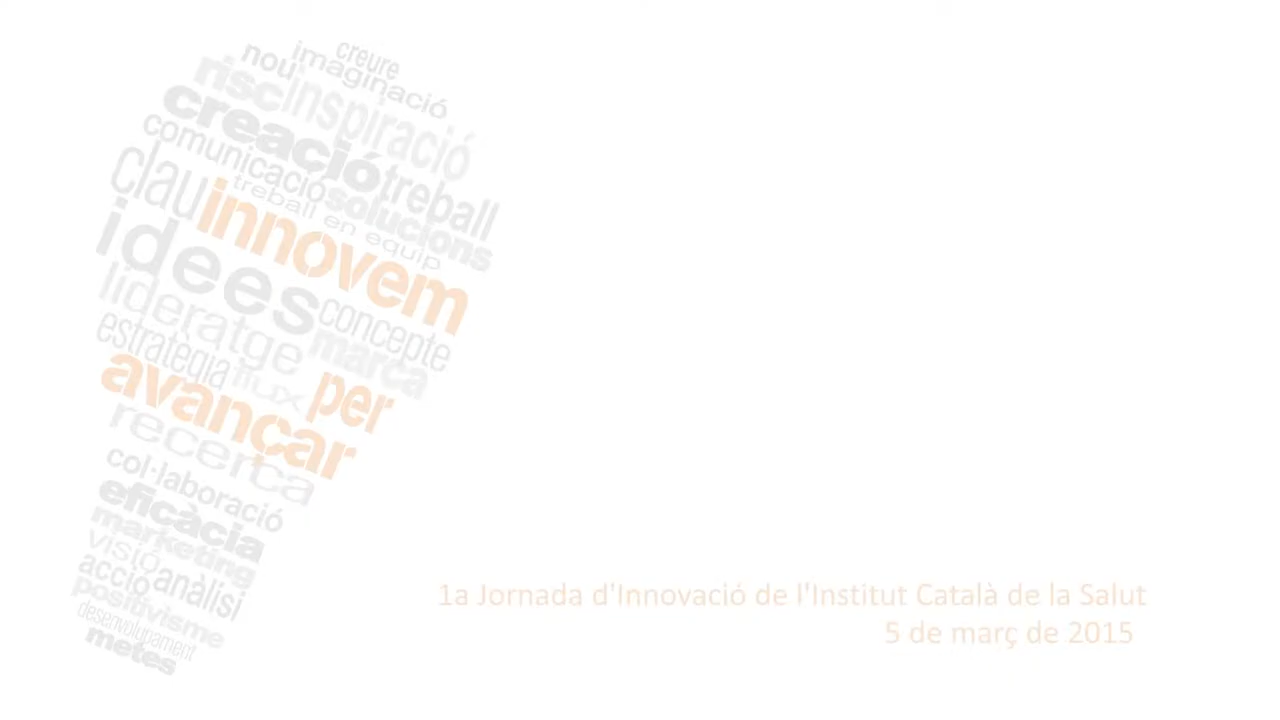 creure
nou imaginació
risc inspiració
creació
comunicació treball
clau treball en equip solucions
innovem
idees
lideratge concepte
estratègia marca
flux per
avançar
recerca
col·laboració
eficàcia
marketing
visió
acció anàlisi
positivisme
desenvolupament
metes
1a Jornada d'Innovació de l'Institut Català de la Salut
5 de març de 2015